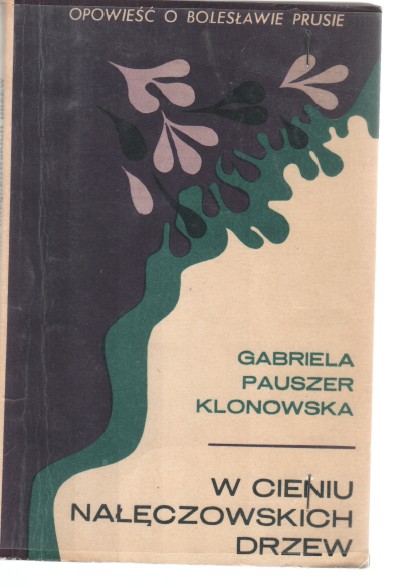 OPOWIEŚĆ O BOLESŁAWIE PRUSIE
GABRIELA
PAUSZER
KLONOWSKA
W CIENIU
NAŁĘCZOWSKICH
DRZEW